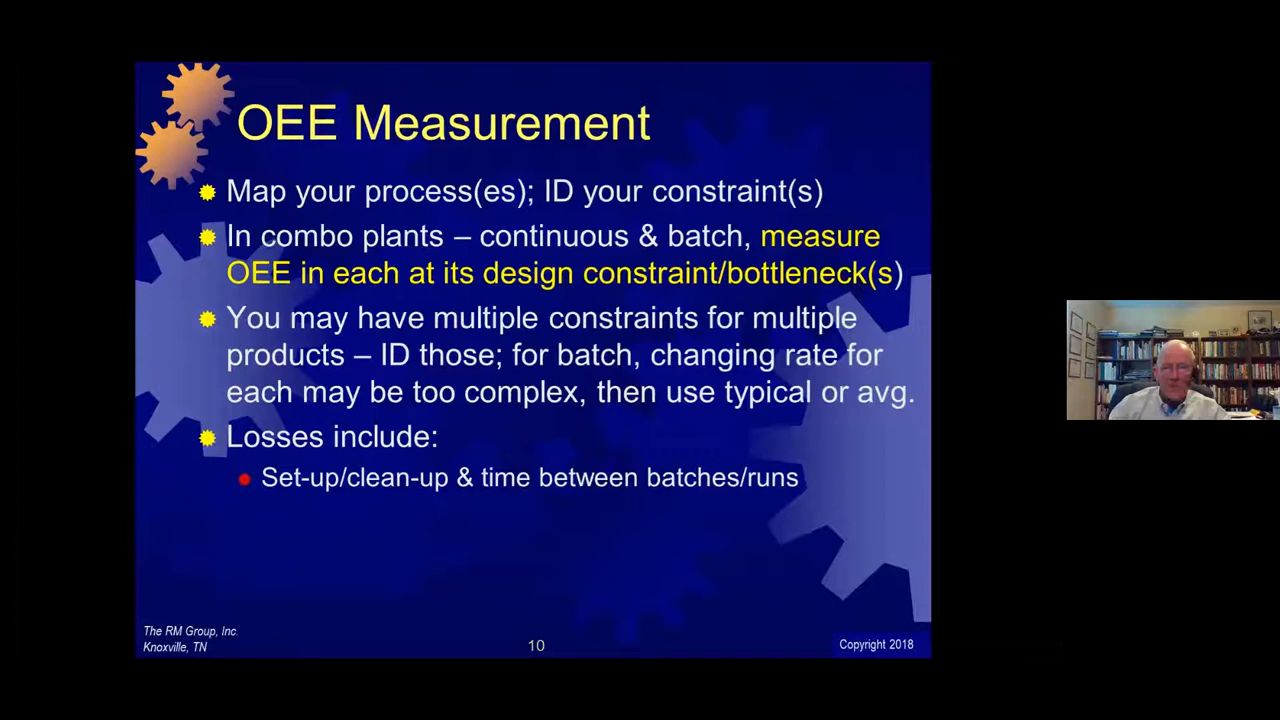 OEE Measurement
Map your process(es); ID your constraint(s)
In combo plants – continuous & batch, measure
OEE in each at its design constraint/bottleneck(s)
You may have multiple constraints for multiple
products – ID those; for batch, changing rate for
each may be too complex, then use typical or avg.
Losses include:
Set-up/clean-up & time between batches/runs
The RM Group, Inc.
Knoxville, TN
10
Copyright 2018